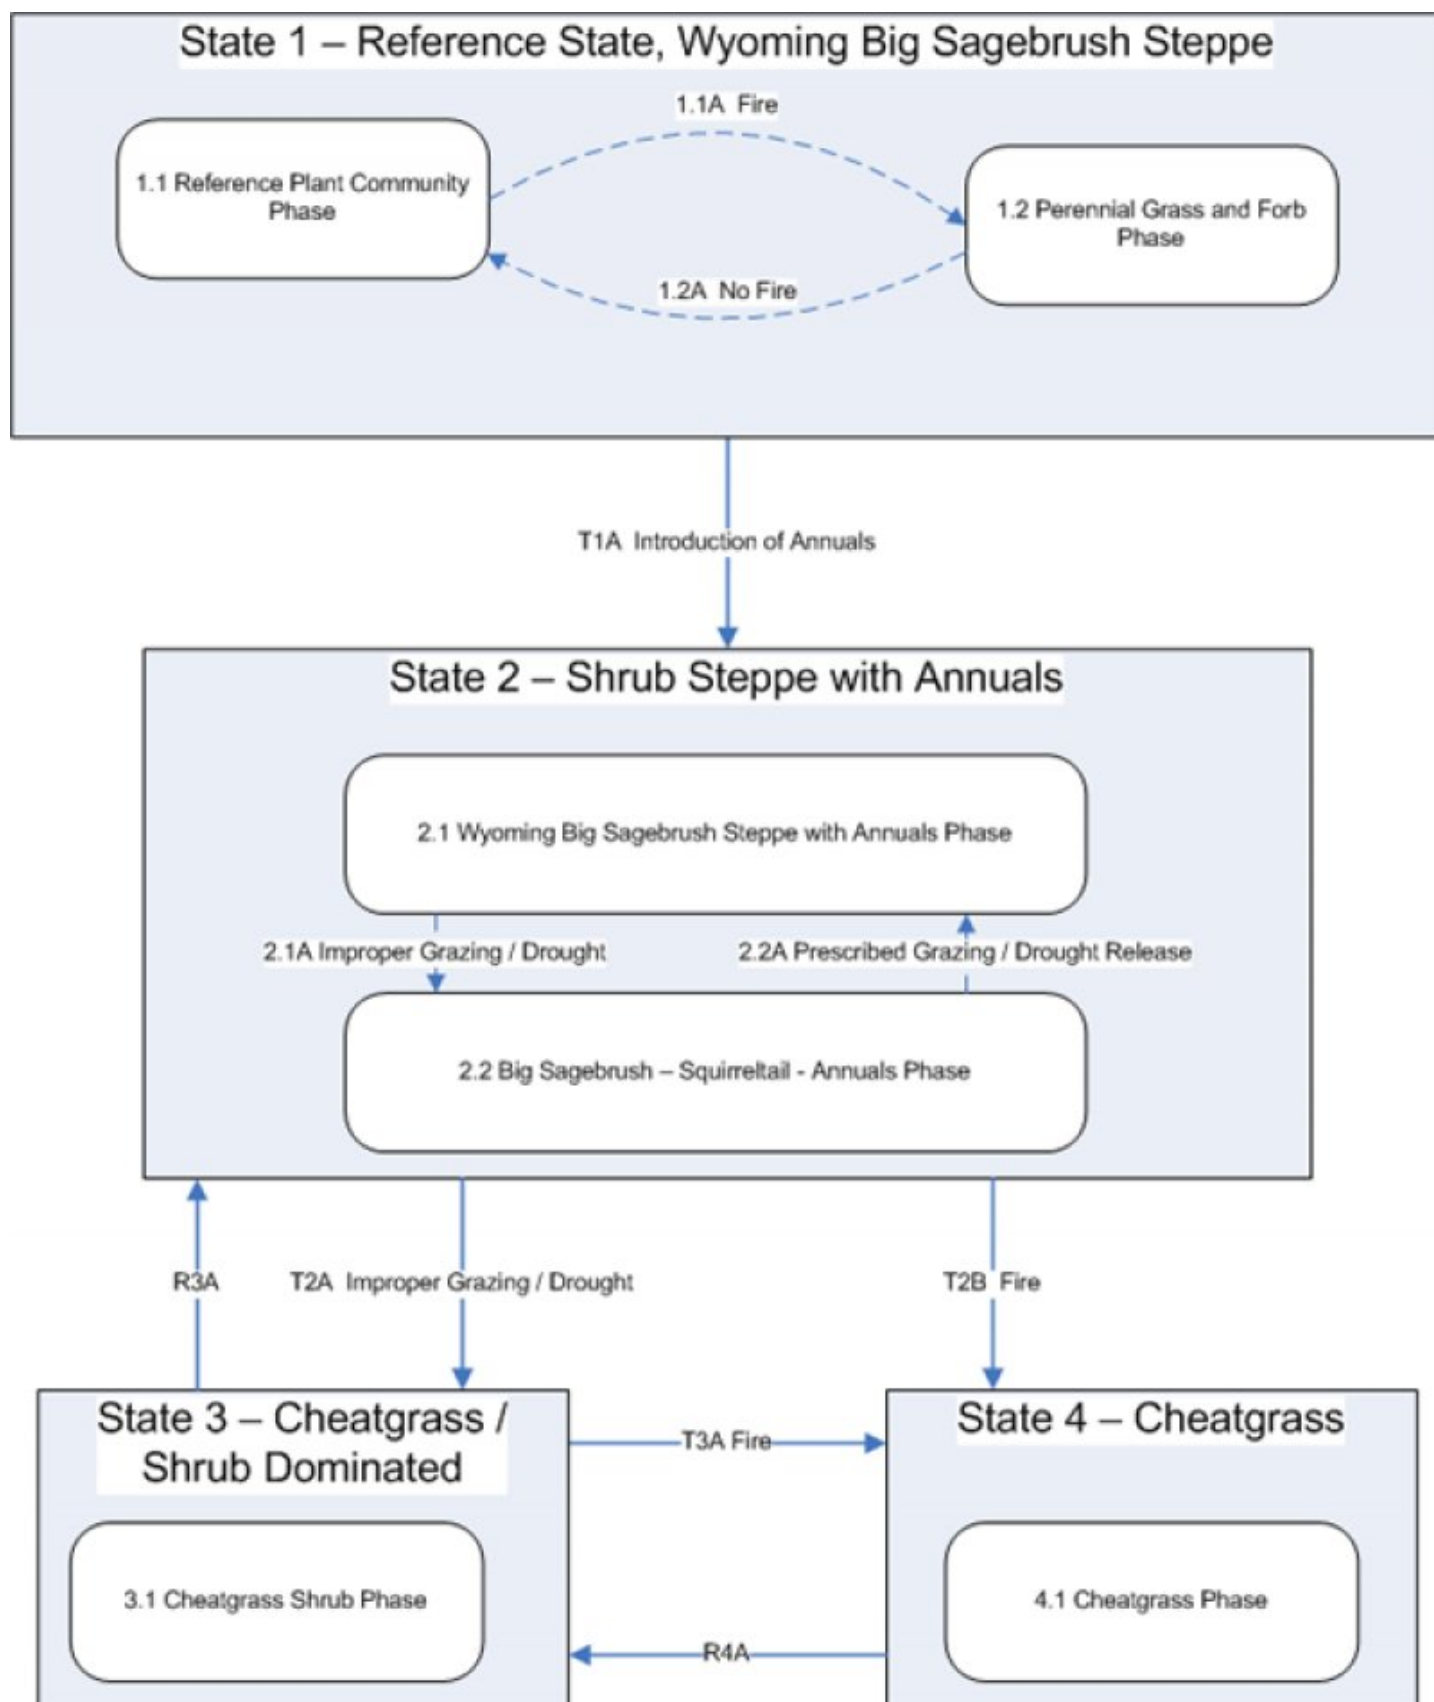 State 1 – Reference State, Wyoming Big Sagebrush Steppe
1.1A  Fire
1.1 Reference Plant Community
Phase
1.2 Perennial Grass and Forb
Phase
1.2A  No Fire
T1A  Introduction of Annuals
State 2 – Shrub Steppe with Annuals
2.1 Wyoming Big Sagebrush Steppe with Annuals Phase
2.1A Improper Grazing / Drought
2.2A Prescribed Grazing / Drought Release
2.2 Big Sagebrush – Squirreltail - Annuals Phase
R3A
T2A  Improper Grazing / Drought
T2B  Fire
State 3 – Cheatgrass /
Shrub Dominated
T3A Fire
State 4 – Cheatgrass
3.1 Cheatgrass Shrub Phase
4.1 Cheatgrass Phase
R4A